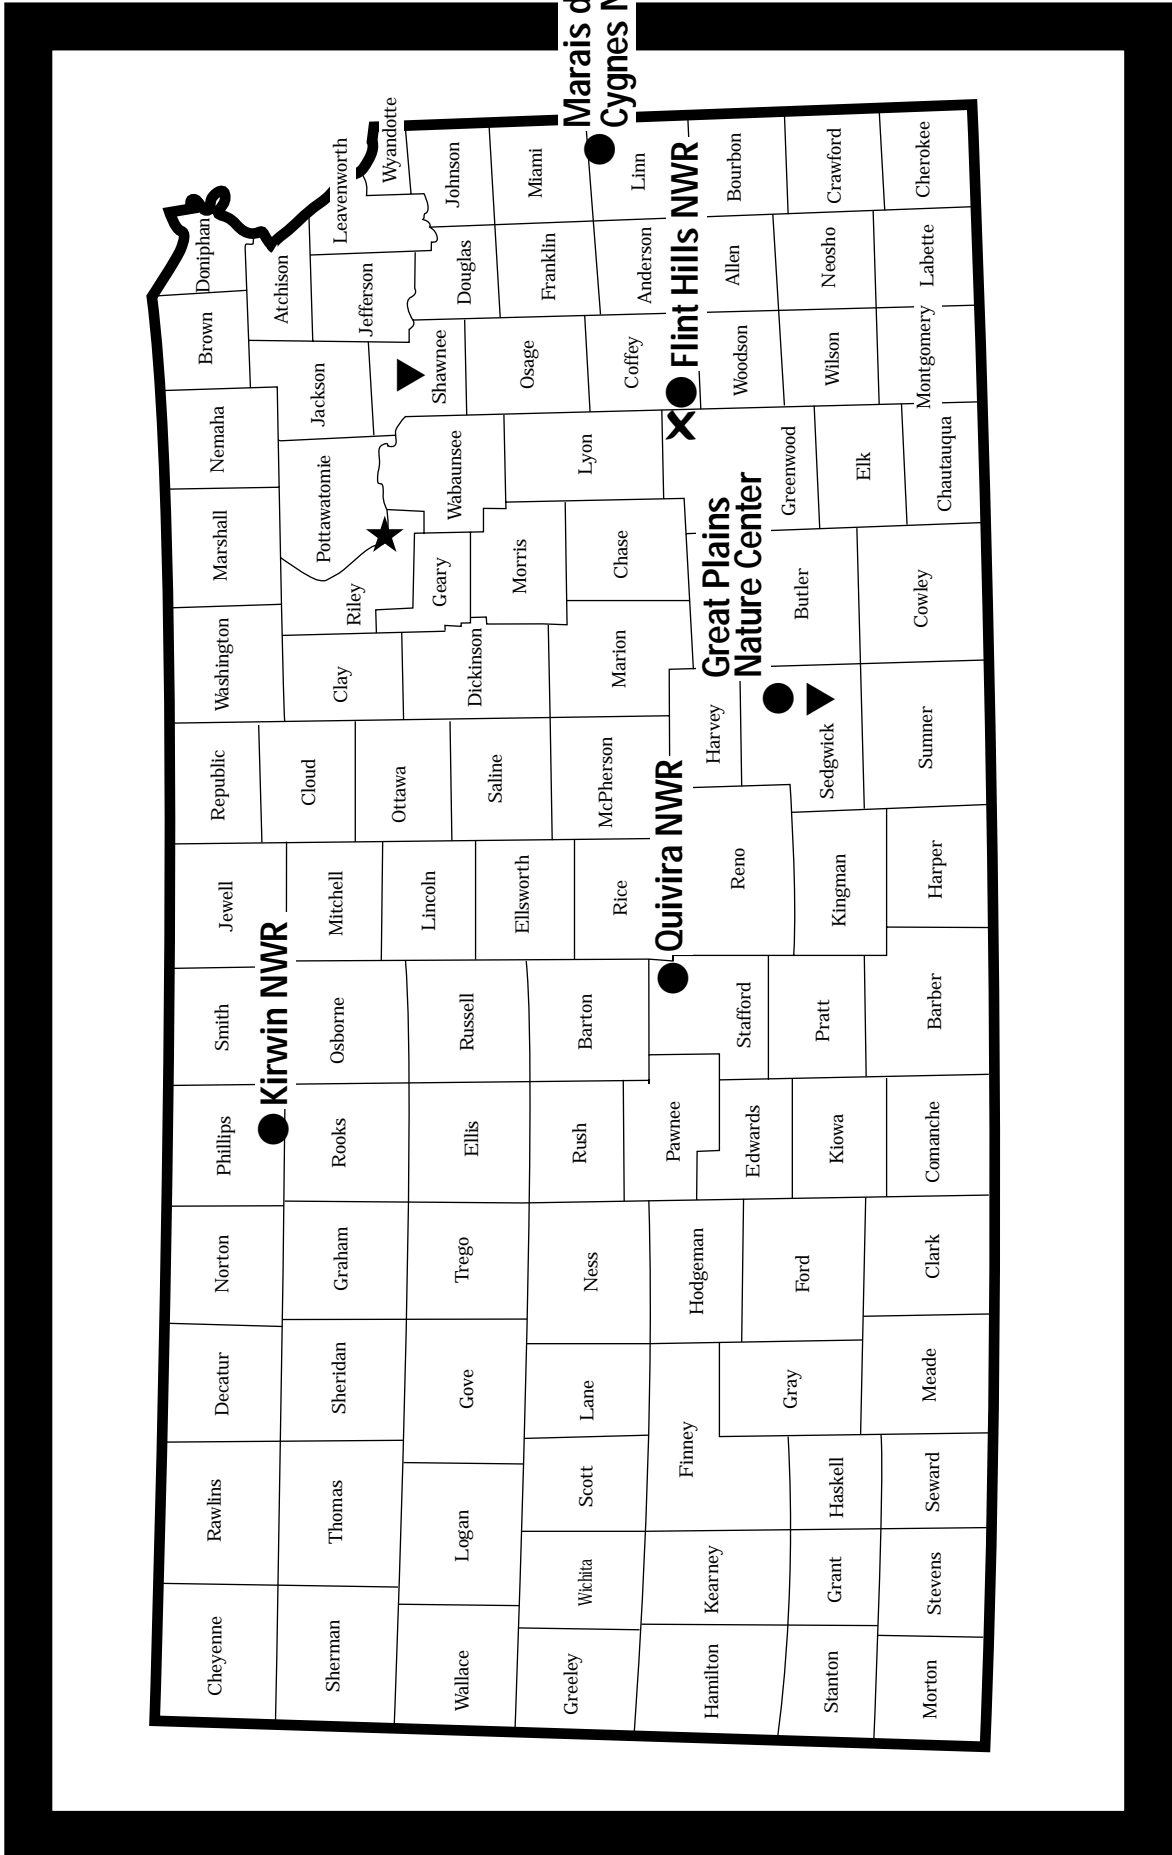 Cheyenne
Rawlins
Decatur
Norton
Phillips
Smith
Jewell
Republic
Washington
Marshall
Nemaha
Brown
Doniphan
Kirwin NWR
Sherman
Thomas
Sheridan
Graham
Rooks
Osborne
Mitchell
Cloud
Clay
Riley
Pottawatomie
Jackson
Atchison
Jefferson
Leavenworth
Wyandotte
Wallace
Logan
Gove
Trego
Ellis
Russell
Lincoln
Ottawa
Saline
Dickinson
Geary
Wabaunsee
Shawnee
Douglas
Johnson
Greeley
Wichita
Scott
Lane
Ness
Rush
Barton
Ellsworth
Rice
McPherson
Marion
Morris
Chase
Lyon
Osage
Coffey
Franklin
Anderson
Miami
Linn
Marais d
Cygnes N
Quivira NWR
Flint Hills NWR
Hamilton
Kearney
Finney
Hodgeman
Pawnee
Stafford
Edwards
Reno
Harvey
Great Plains
Nature Center
Butler
Greenwood
Woodson
Allen
Bourbon
Stanton
Grant
Haskell
Gray
Ford
Kiowa
Pratt
Kingman
Sedgwick
Elk
Wilson
Neosho
Crawford
Morton
Stevens
Seward
Meade
Clark
Comanche
Barber
Harper
Sumner
Cowley
Chautauqua
Montgomery
Labette
Cherokee